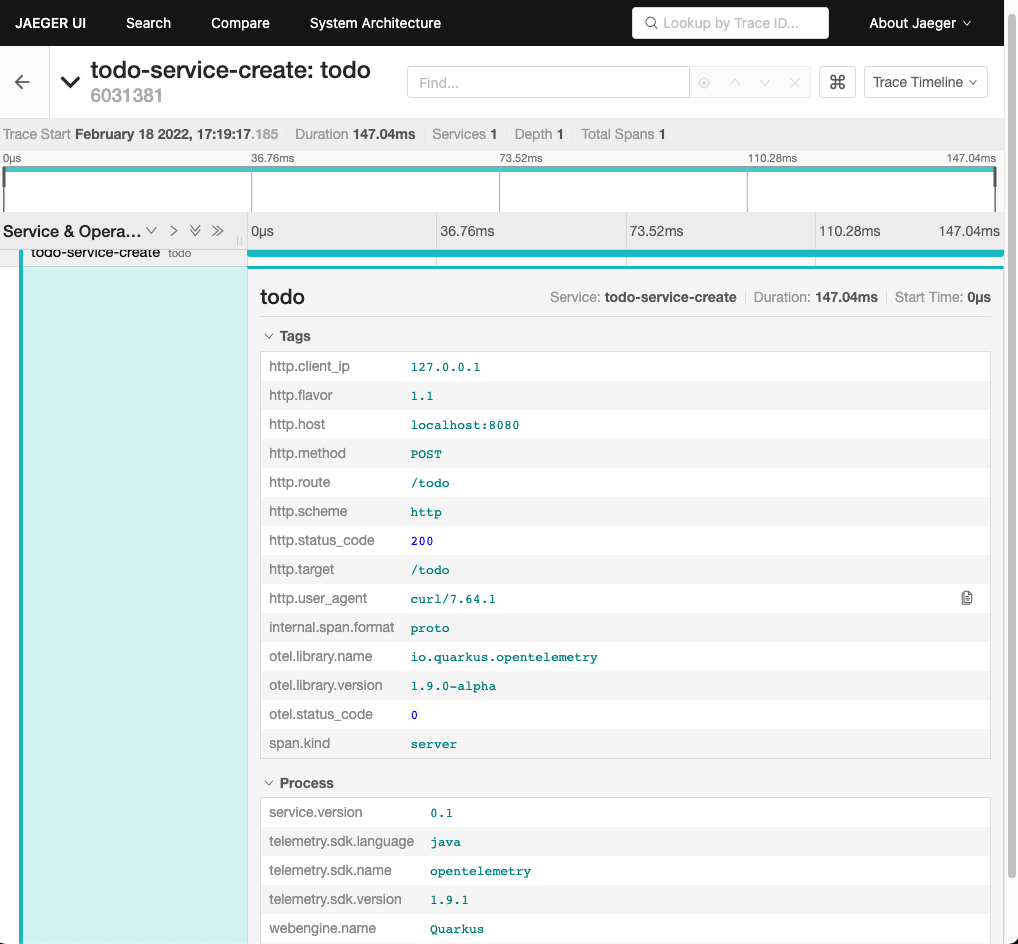 JAEGER UI Search Compare System Architecture Lookup by Trace ID... About Jaeger
todo-service-create: todo
6031381
Find...
Trace Timeline
Trace Start February 18 2022, 17:19:17.185 Duration 147.04ms Services 1 Depth 1 Total Spans 1
0μs 36.76ms 73.52ms 110.28ms 147.04ms
Service & Opera... 0μs 36.76ms 73.52ms 110.28ms 147.04ms
todo-service-create todo
todo Service: todo-service-create Duration: 147.04ms Start Time: 0μs
Tags
http.client_ip 127.0.0.1
http.flavor 1.1
http.host localhost:8080
http.method POST
http.route /todo
http.scheme http
http.status_code 200
http.target /todo
http.user_agent curl/7.64.1
internal.span.format proto
otel.library.name io.quarkus.opentelemetry
otel.library.version 1.9.0-alpha
otel.status_code 0
span.kind server
Process
service.version 0.1
telemetry.sdk.language java
telemetry.sdk.name opentelemetry
telemetry.sdk.version 1.9.1
webengine.name Quarkus